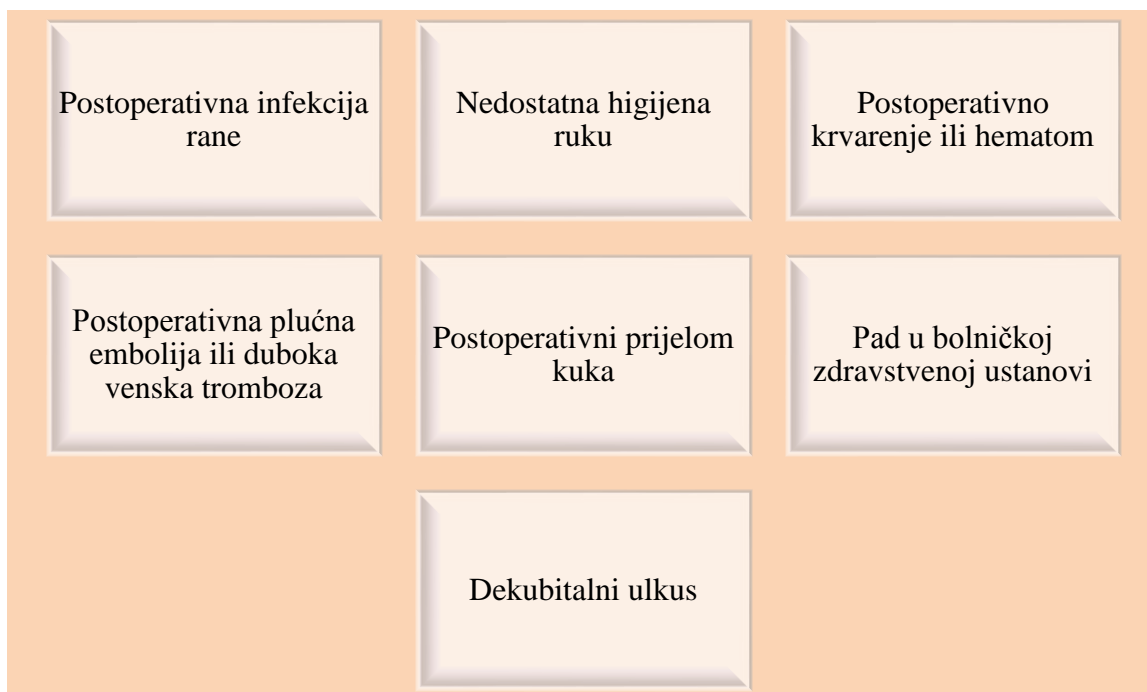 Postoperativna infekcija
rane
Nedostatna higijena
ruku
Postoperativno
krvarenje ili hematom
Postoperativna plućna
embolija ili duboka
venska tromboza
Postoperativni prijelom
kuka
Pad u bolničkoj
zdravstvenoj ustanovi
Dekubitalni ulkus